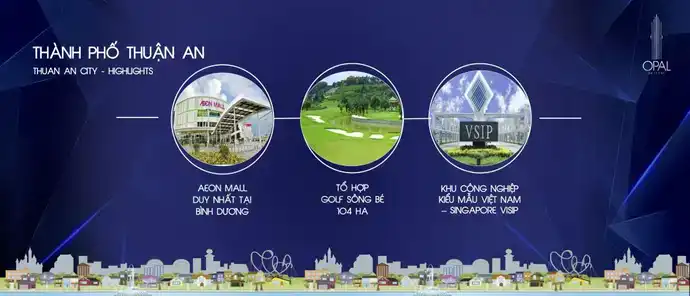 THÀNH PHỐ THUẬN AN
THUAN AN CITY - HIGHLIGHTS
OPAL
AEON MALL
VSIP
AEON MALL
DUY NHẤT TẠI
BÌNH DƯƠNG
TỔ HỢP
GOLF SÔNG BÉ
104 HA
KHU CÔNG NGHIỆP
KIỂU MẪU VIỆT NAM
– SINGAPORE VSIP